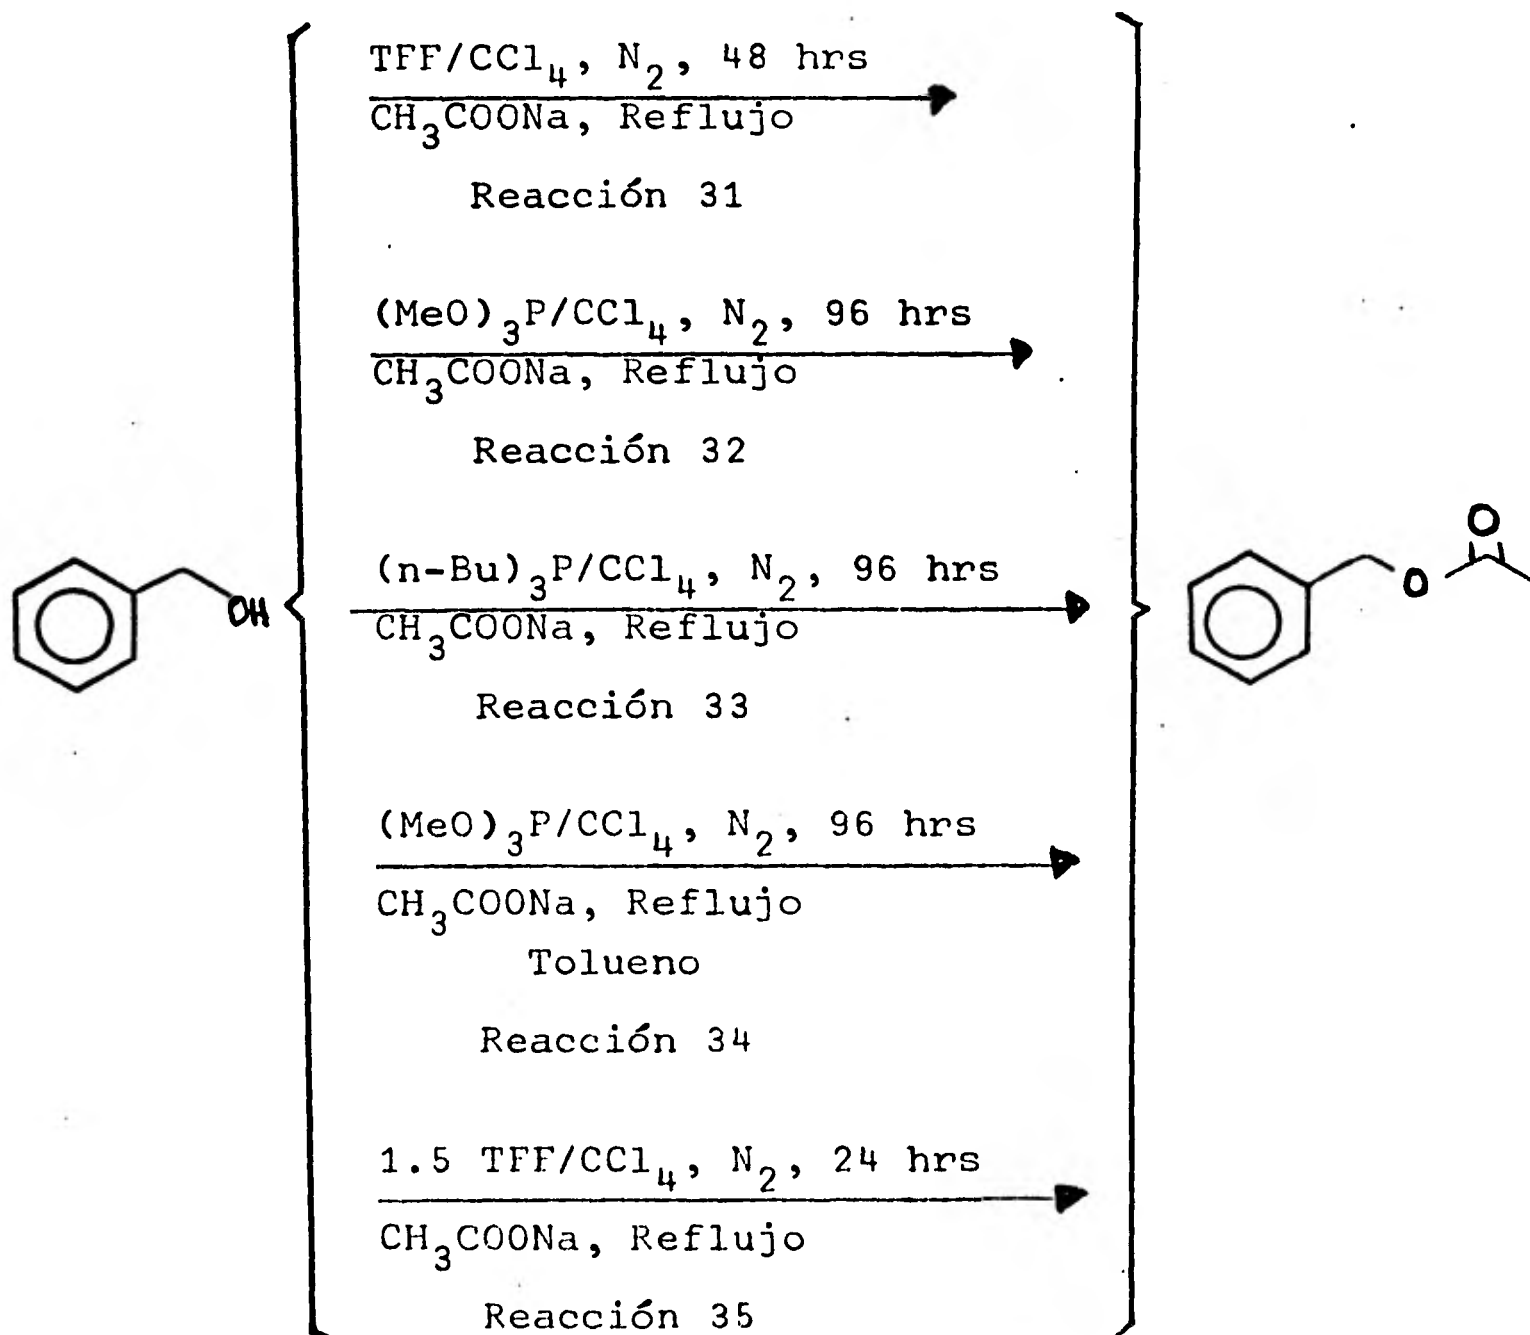 TFF/CCl₄, N₂, 48 hrs
CH₃COONa, Reflujo
Reacción 31
(MeO)₃P/CCl₄, N₂, 96 hrs
CH₃COONa, Reflujo
Reacción 32
(n-Bu)₃P/CCl₄, N₂, 96 hrs
CH₃COONa, Reflujo
Reacción 33
OH
O
O
(MeO)₃P/CCl₄, N₂, 96 hrs
CH₃COONa, Reflujo
Tolueno
Reacción 34
1.5 TFF/CCl₄, N₂, 24 hrs
CH₃COONa, Reflujo
Reacción 35